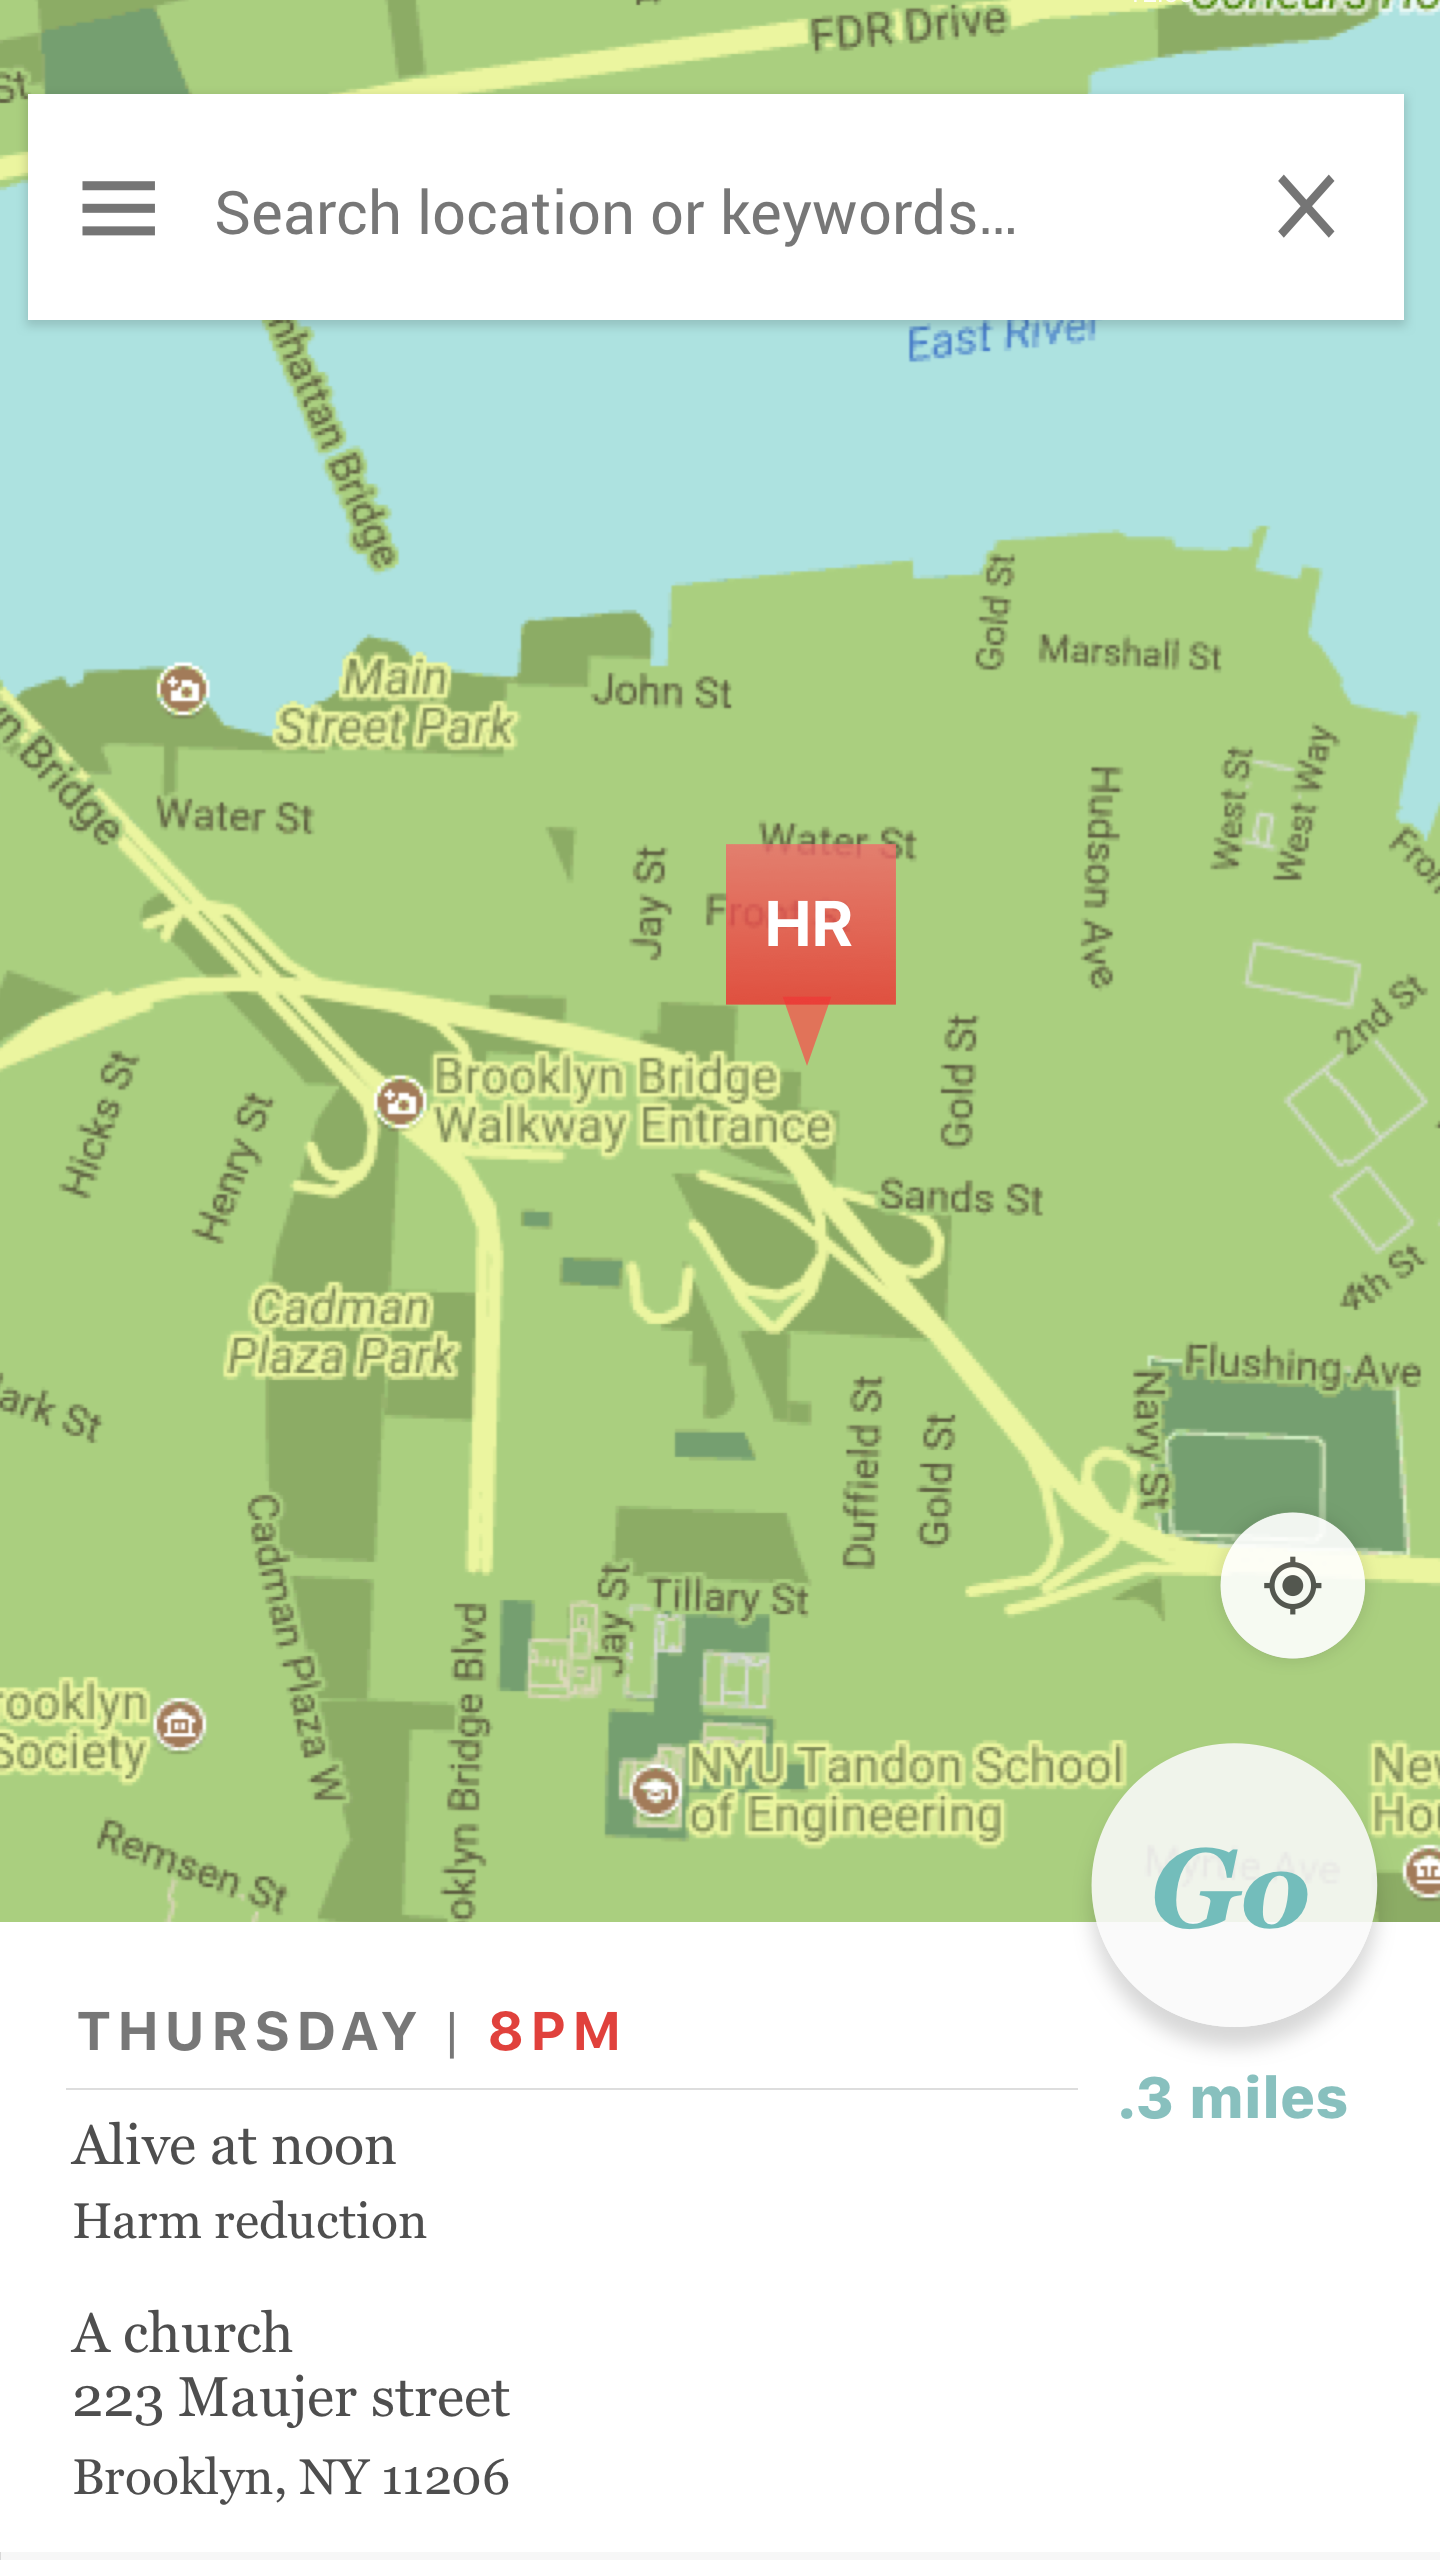 FDR Drive
St
Search location or keywords...
East River
nhattan Bridge
Gold St
Marshall St
Main
Street Park
John St
n Bridge
Water St
Water St
Jay St
HR
Hudson Ave
West St
West Way
2nd St
Hicks St
Henry St
Brooklyn Bridge
Walkway Entrance
Gold St
Sands St
4th St
Cadman
Plaza Park
Flushing Ave
ark St
Navy St
Duffield St
Gold St
Cadman Plaza W
Jay St
Tillary St
rooklyn
Society
oklyn Bridge Blvd
NYU Tandon School
of Engineering
Remsen St
Myrtle Ave
Go
THURSDAY | 8PM
.3 miles
Alive at noon
Harm reduction
A church
223 Maujer street
Brooklyn, NY 11206